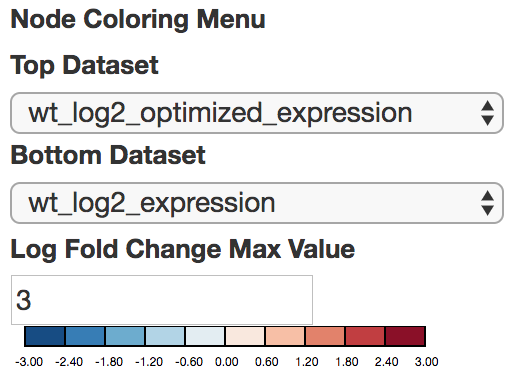 Node Coloring Menu
Top Dataset
wt_log2_optimized_expression
Bottom Dataset
wt_log2_expression
Log Fold Change Max Value
3
-3.00 -2.40 -1.80 -1.20 -0.60 0.00 0.60 1.20 1.80 2.40 3.00